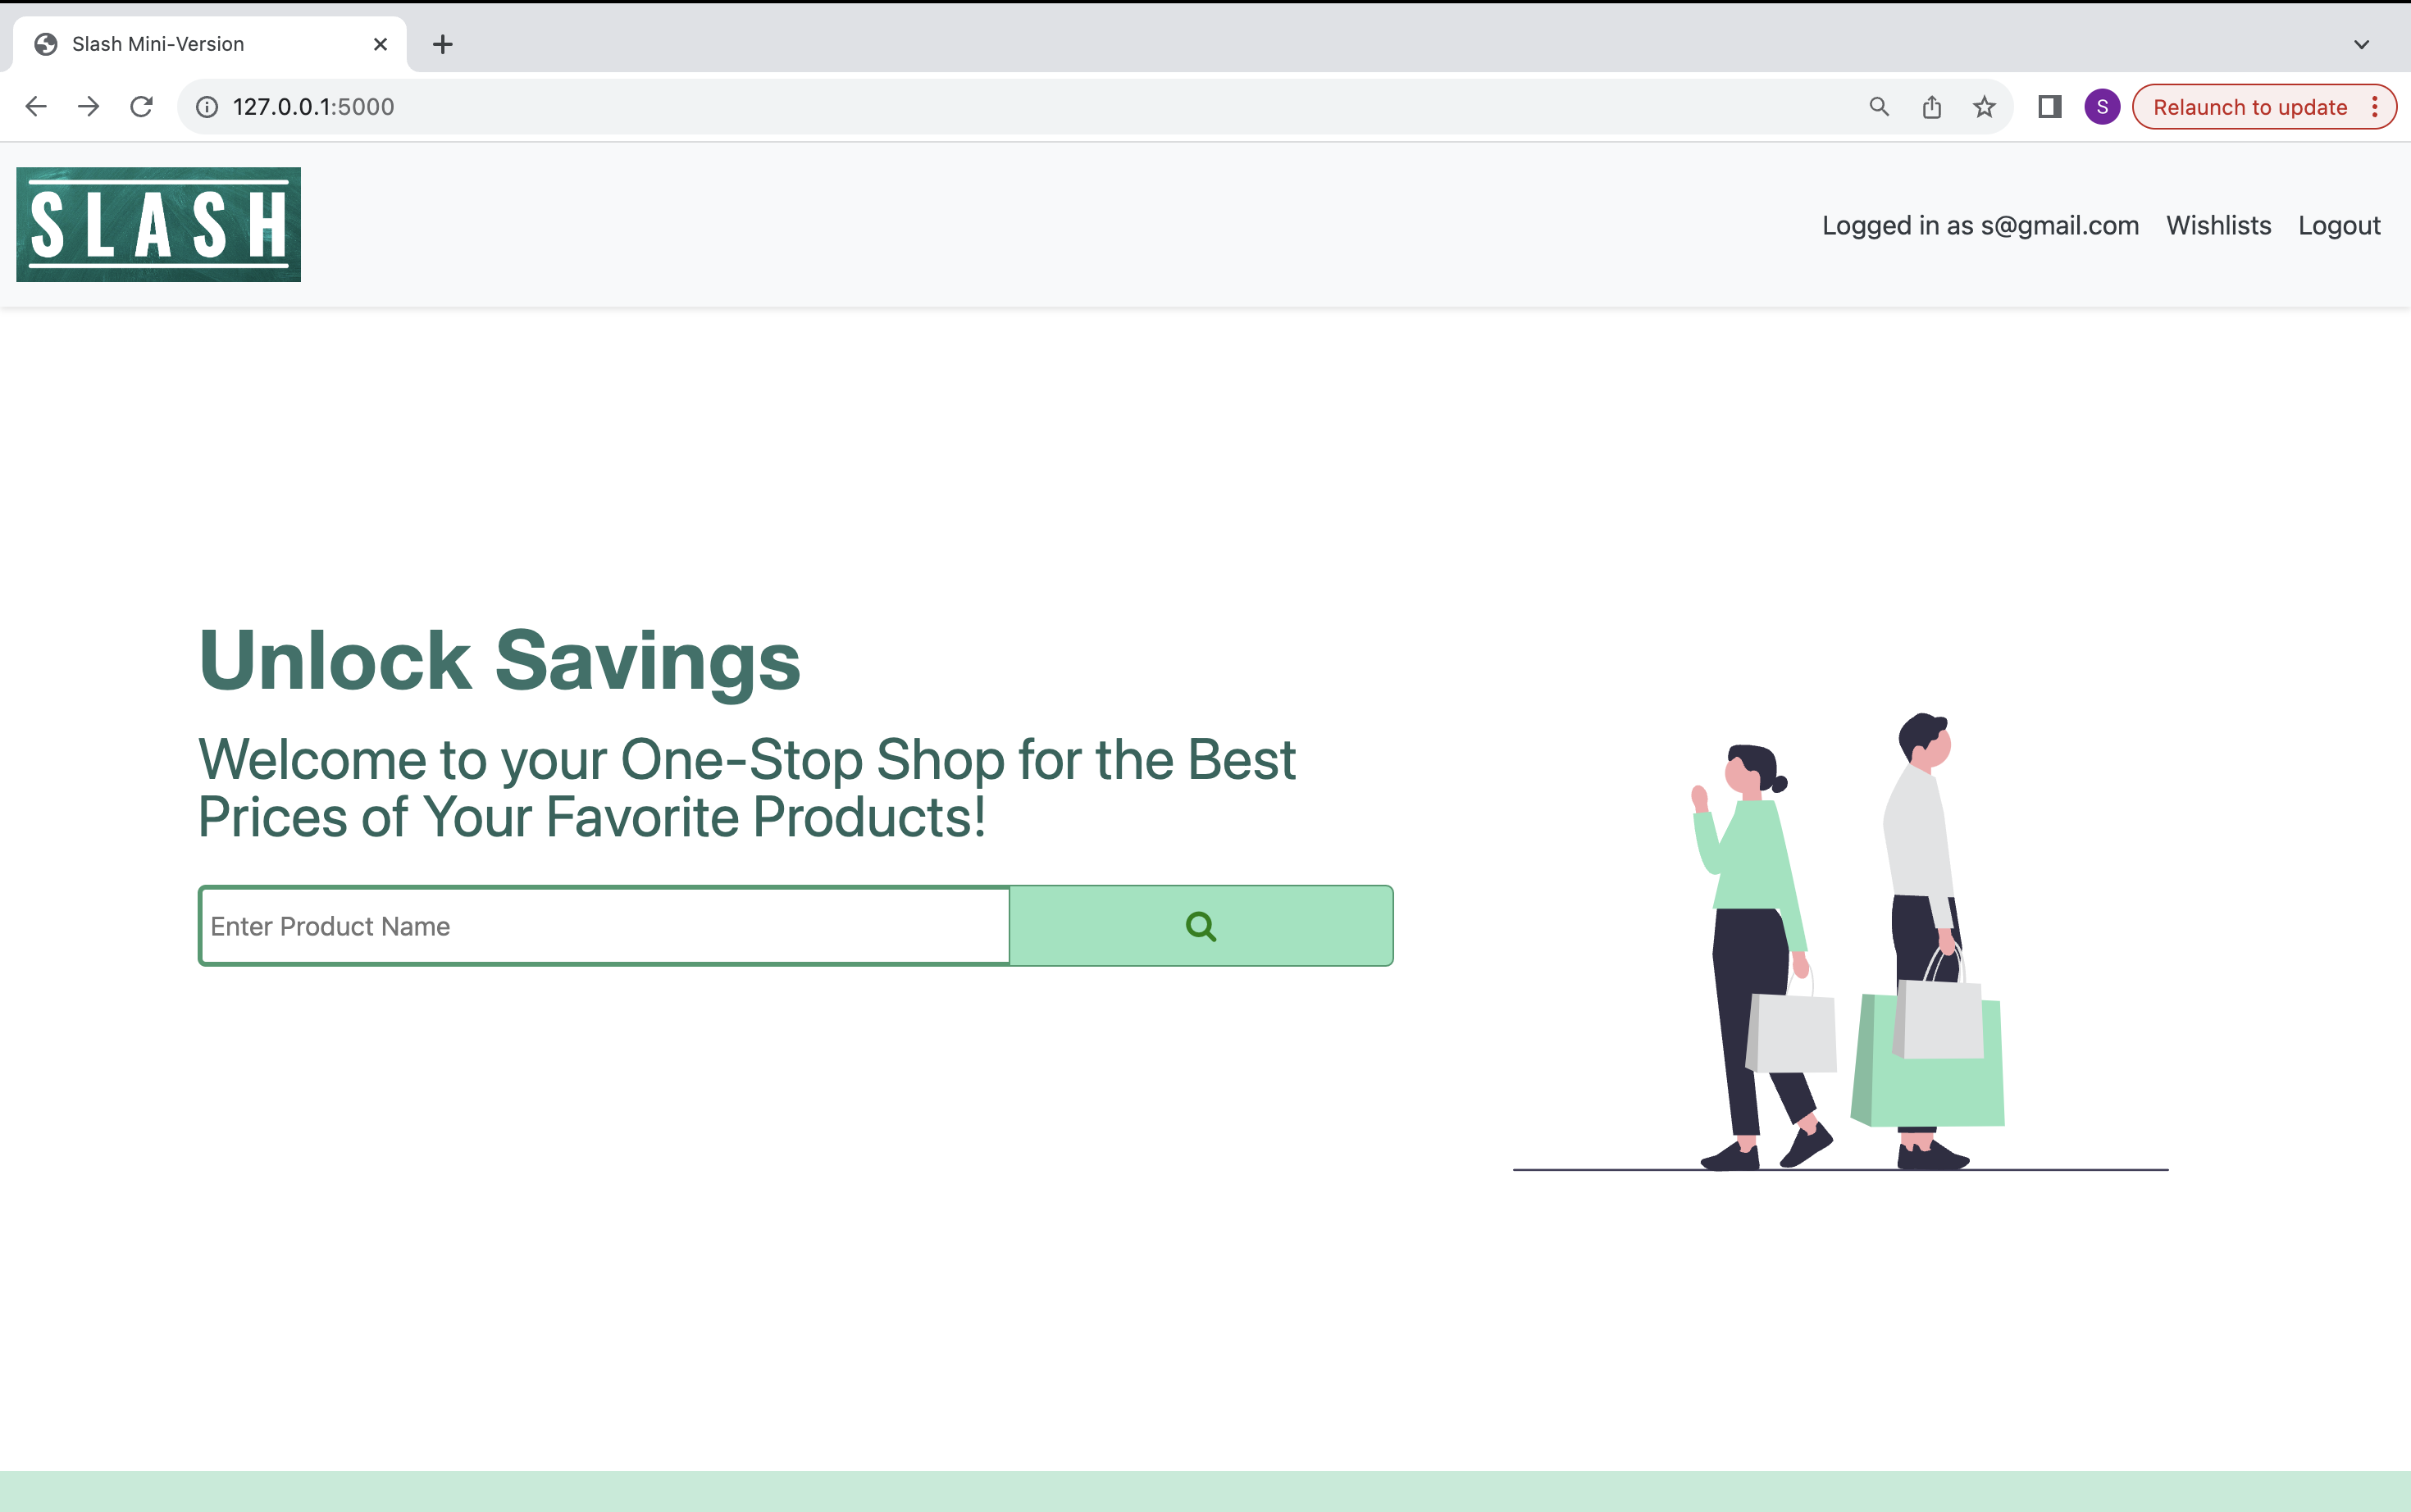 Slash Mini-Version
127.0.0.1:5000
S
Relaunch to update
SLASH
Logged in as s@gmail.com Wishlists Logout
Unlock Savings
Welcome to your One-Stop Shop for the Best
Prices of Your Favorite Products!
Enter Product Name